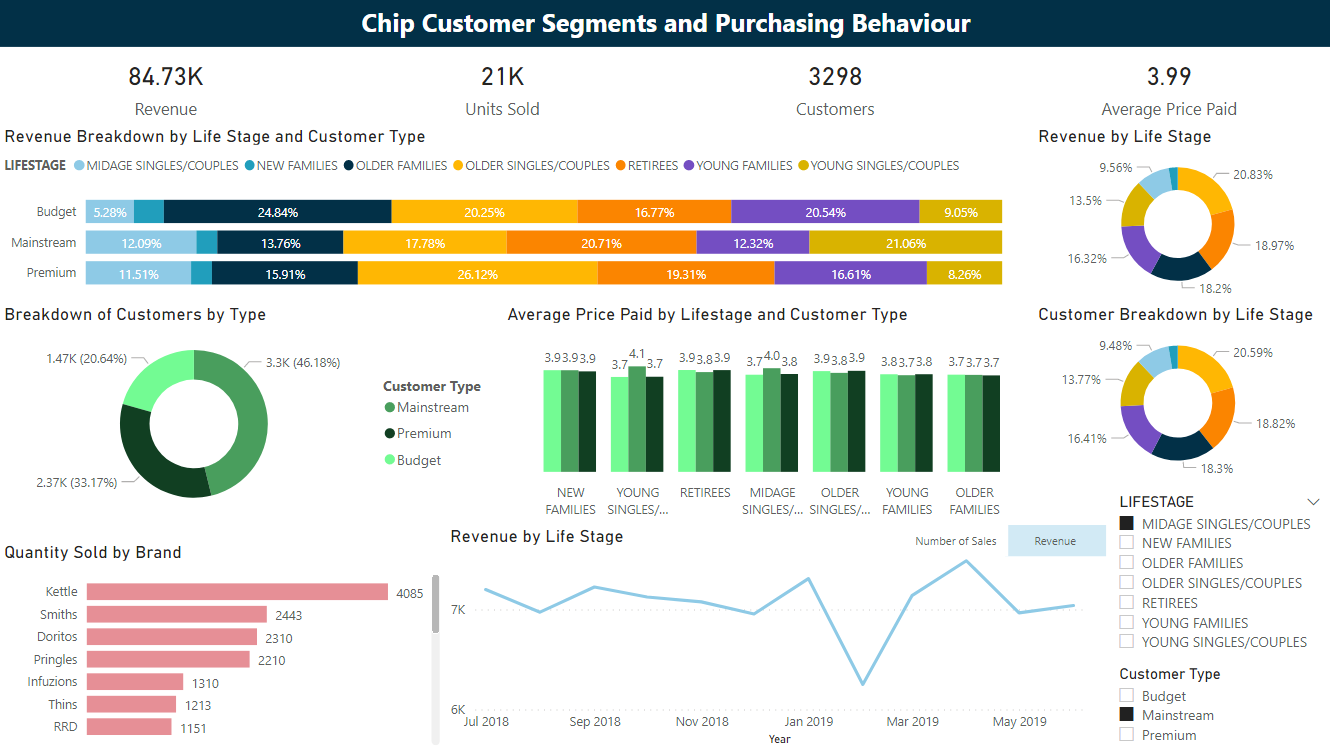 Chip Customer Segments and Purchasing Behaviour
84.73K 21K 3298 3.99
Revenue Units Sold Customers Average Price Paid
Revenue Breakdown by Life Stage and Customer Type
LIFESTAGE MIDAGE SINGLES/COUPLES NEW FAMILIES OLDER FAMILIES OLDER SINGLES/COUPLES RETIREES YOUNG FAMILIES YOUNG SINGLES/COUPLES
Budget 5.28% 24.84% 20.25% 16.77% 20.54% 9.05%
Mainstream 12.09% 13.76% 17.78% 20.71% 12.32% 21.06%
Premium 11.51% 15.91% 26.12% 19.31% 16.61% 8.26%
Revenue by Life Stage
9.56% 20.83%
13.5%
18.97%
16.32%
18.2%
Breakdown of Customers by Type
1.47K (20.64%) 3.3K (46.18%)
2.37K (33.17%)
Customer Type
Mainstream
Premium
Budget
Average Price Paid by Lifestage and Customer Type
3.9 3.9 3.9 3.7 4.1 3.7 3.9 3.8 3.9 3.7 4.0 3.8 3.9 3.8 3.9 3.8 3.7 3.8 3.7 3.7 3.7
NEW YOUNG RETIREES MIDAGE OLDER YOUNG OLDER
FAMILIES SINGLES/... SINGLES/... SINGLES/... FAMILIES FAMILIES
Customer Breakdown by Life Stage
9.48% 20.59%
13.77%
18.82%
16.41%
18.3%
Quantity Sold by Brand
Kettle 4085
Smiths 2443
Doritos 2310
Pringles 2210
Infuzions 1310
Thins 1213
RRD 1151
Revenue by Life Stage
Number of Sales Revenue
7K
6K
Jul 2018 Sep 2018 Nov 2018 Jan 2019 Mar 2019 May 2019
Year
LIFESTAGE
MIDAGE SINGLES/COUPLES
NEW FAMILIES
OLDER FAMILIES
OLDER SINGLES/COUPLES
RETIREES
YOUNG FAMILIES
YOUNG SINGLES/COUPLES
Customer Type
Budget
Mainstream
Premium